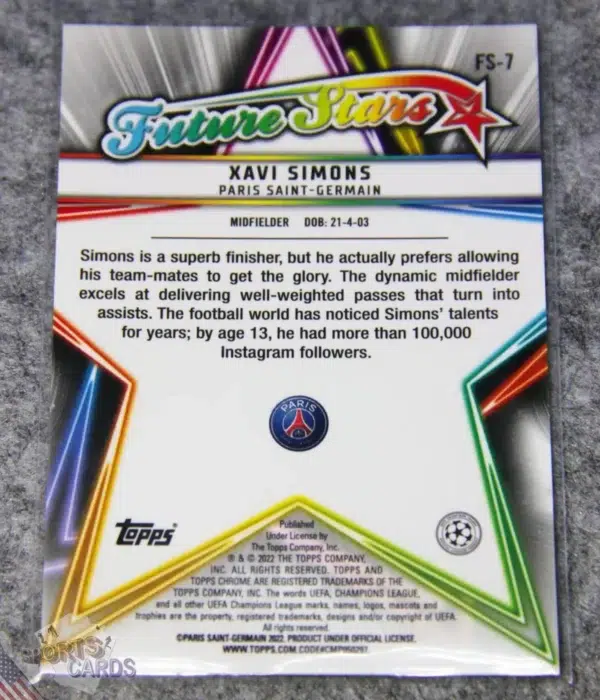 FS-7
Future Stars
XAVI SIMONS
PARIS SAINT-GERMAIN
MIDFIELDER DOB: 21-4-03
Simons is a superb finisher, but he actually prefers allowing
his team-mates to get the glory. The dynamic midfielder
excels at delivering well-weighted passes that turn into
assists. The football world has noticed Simons' talents
for years; by age 13, he had more than 100,000
Instagram followers.
PARIS
Topps®
Published
Under License by
The Topps Company, Inc.
® & © 2022 THE TOPPS COMPANY,
INC. ALL RIGHTS RESERVED. TOPPS AND
TOPPS CHROME ARE REGISTERED TRADEMARKS OF THE
TOPPS COMPANY, INC. The words UEFA, CHAMPIONS LEAGUE,
and all other UEFA Champions League marks, names, logos, mascots and
trophies are the property, registered trademarks, designs and/or copyright of UEFA.
All rights reserved.
©PARIS SAINT-GERMAIN 2022. PRODUCT UNDER OFFICIAL LICENSE.
WWW.TOPPS.COM. CODE#CMP050297.
LA
SPORTS
CARDS